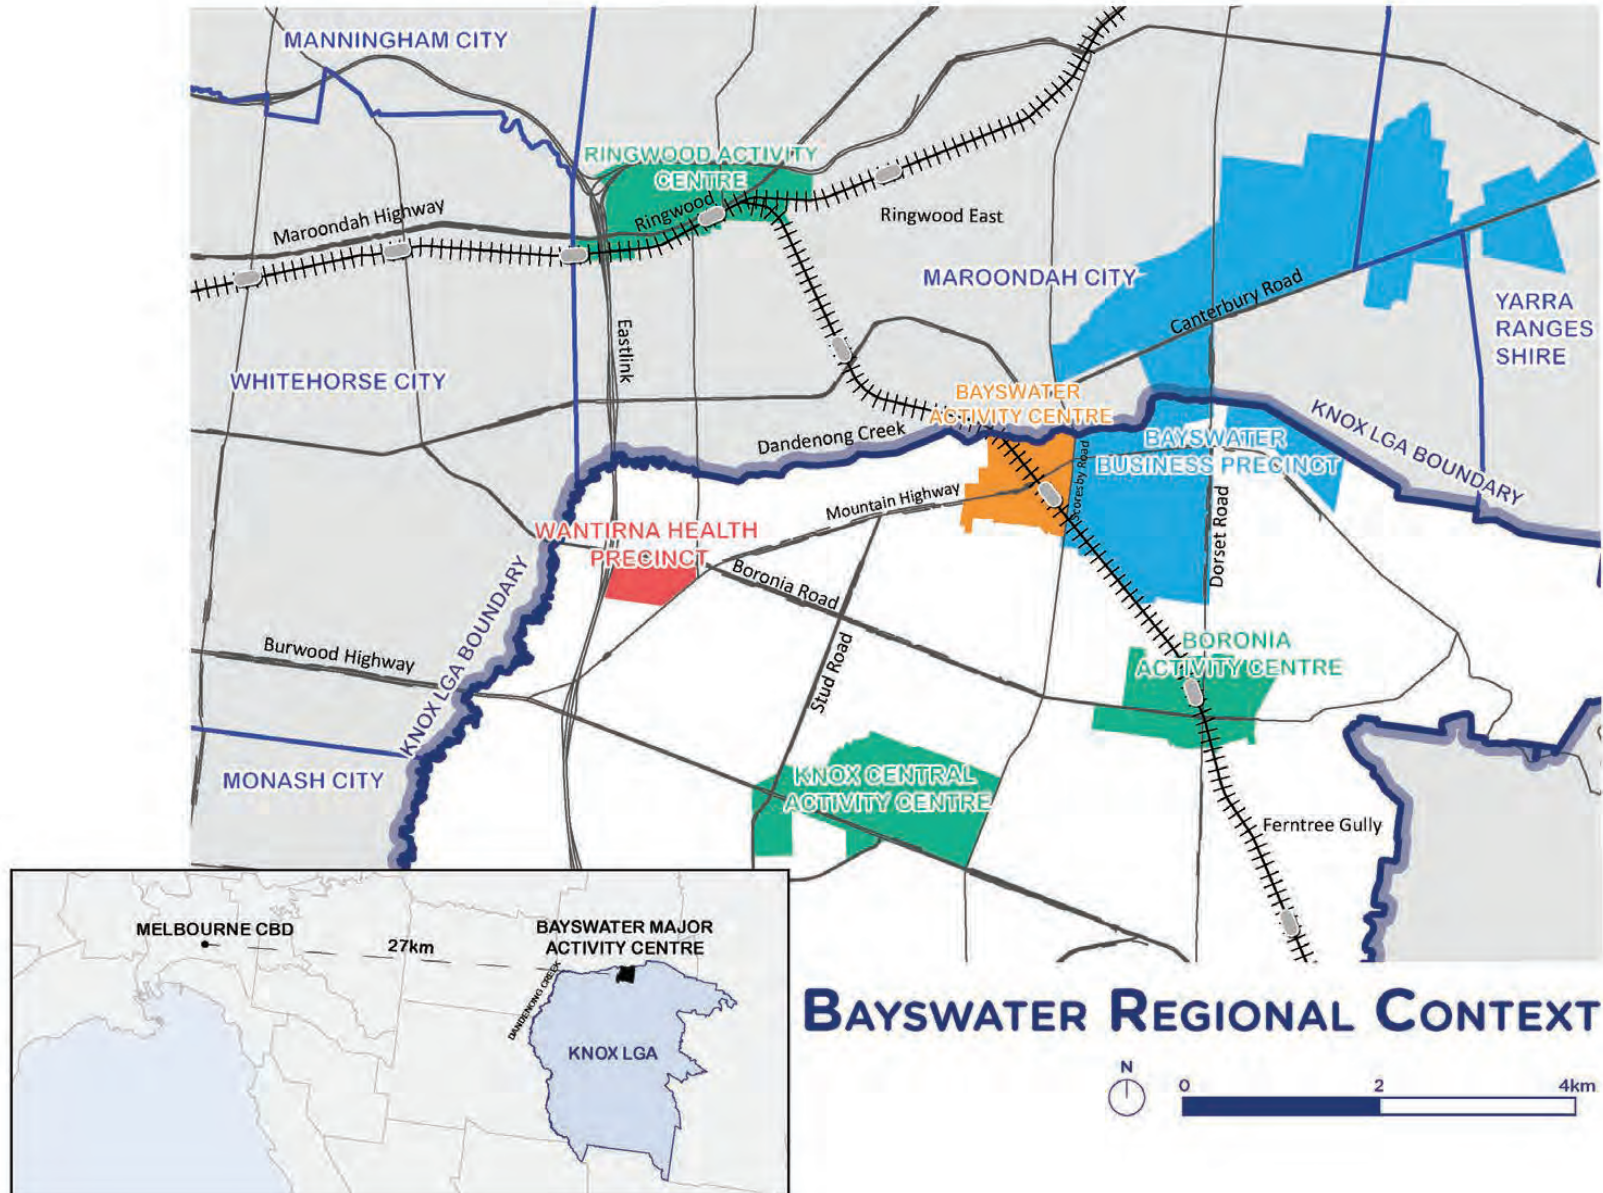 MANNINGHAM CITY
RINGWOOD ACTIVITY
CENTRE
Maroondah Highway
Ringwood
Ringwood East
MAROONDAH CITY
Canterbury Road
YARRA
RANGES
SHIRE
Eastlink
WHITEHORSE CITY
BAYSWATER
ACTIVITY CENTRE
Dandenong Creek
KNOX LGA BOUNDARY
BAYSWATER
BUSINESS PRECINCT
Scoresby Road
Mountain Highway
Dorset Road
WANTIRNA HEALTH
PRECINCT
Boronia Road
KNOX LGA BOUNDARY
Burwood Highway
Stud Road
BORONIA
ACTIVITY CENTRE
MONASH CITY
KNOX CENTRAL
ACTIVITY CENTRE
Ferntree Gully
MELBOURNE CBD
27km
BAYSWATER MAJOR
ACTIVITY CENTRE
DANDENONG CREEK
KNOX LGA
BAYSWATER REGIONAL CONTEXT
N
0 2 4km